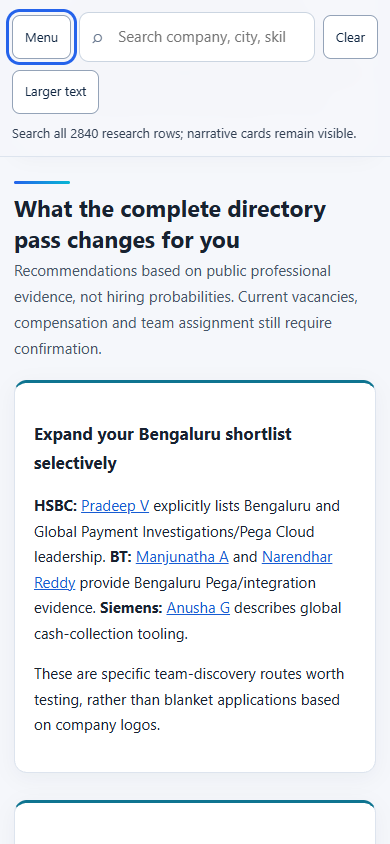 Menu
Search company, city, skil
Clear
Larger text
Search all 2840 research rows; narrative cards remain visible.
What the complete directory
pass changes for you
Recommendations based on public professional
evidence, not hiring probabilities. Current vacancies,
compensation and team assignment still require
confirmation.
Expand your Bengaluru shortlist
selectively
HSBC: Pradeep V explicitly lists Bengaluru and
Global Payment Investigations/Pega Cloud
leadership. BT: Manjunatha A and Narendhar
Reddy provide Bengaluru Pega/integration
evidence. Siemens: Anusha G describes global
cash-collection tooling.
These are specific team-discovery routes worth
testing, rather than blanket applications based
on company logos.